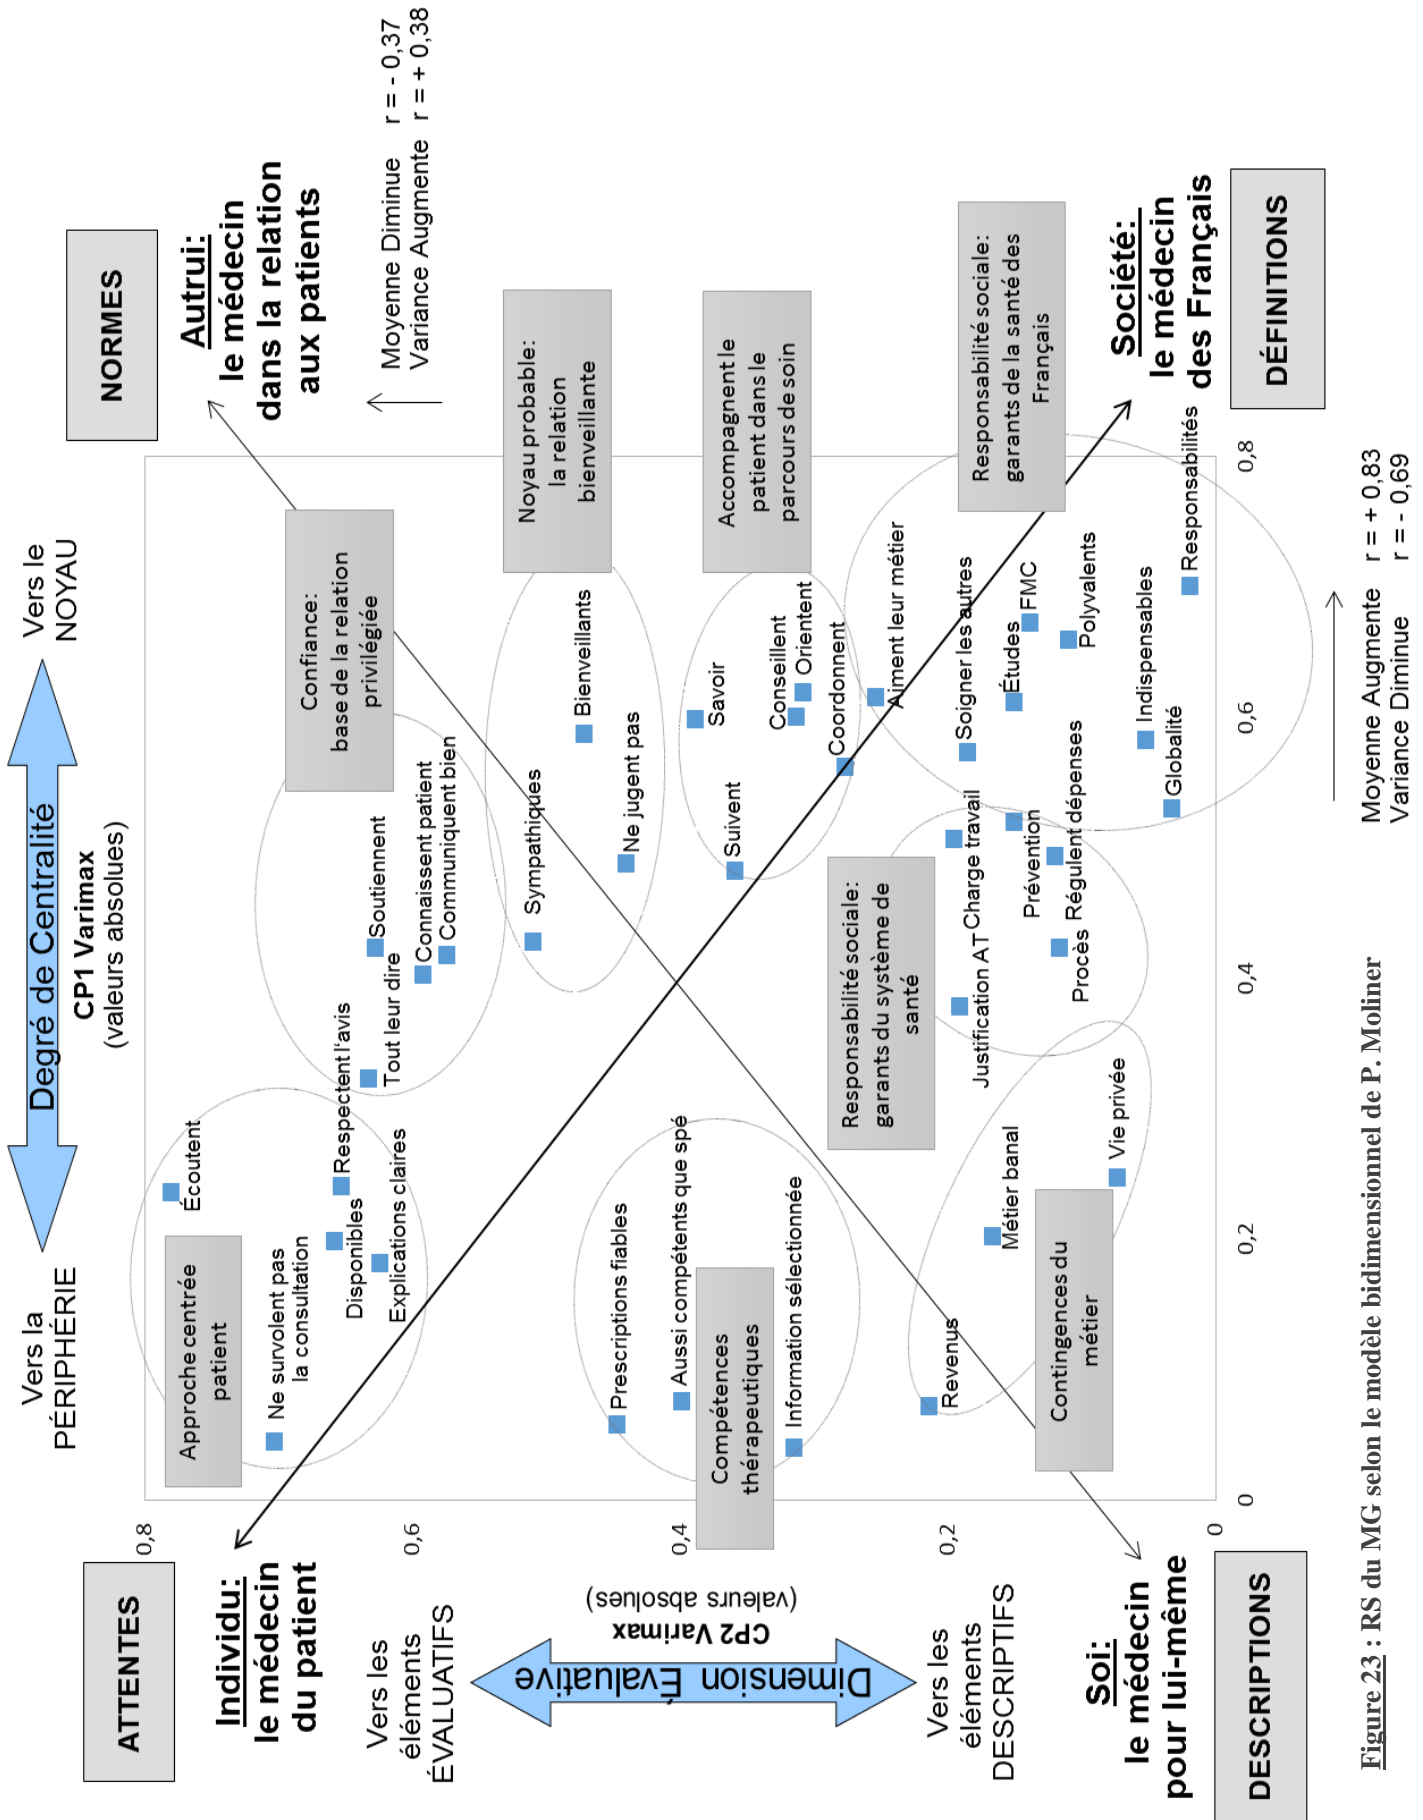 Vers la
PÉRIPHÉRIE
Degré de Centralité
CP1 Varimax
(valeurs absolues)
Vers le
NOYAU
ATTENTES
Individu:
le médecin
du patient
NORMES
Autrui:
le médecin
dans la relation
aux patients
Moyenne Diminue r = - 0,37
Variance Augmente r = + 0,38
Vers les
éléments
ÉVALUATIFS
Dimension Évaluative
CP2 Varimax
(valeurs absolues)
Vers les
éléments
DESCRIPTIFS
0,8
0,6
0,4
0,2
0
Approche centrée
patient
Écoutent
Ne survolent pas
la consultation
Respectent l'avis
Disponibles
Explications claires
Confiance:
base de la relation
privilégiée
Soutiennent
Tout leur dire
Connaissent patient
Communiquent bien
Noyau probable:
la relation
bienveillante
Sympathiques
Bienveillants
Ne jugent pas
Prescriptions fiables
Aussi compétents que spé
Compétences
thérapeutiques
Information sélectionnée
Accompagnent le
patient dans le
parcours de soin
Savoir
Suivent
Conseillent
Orientent
Coordonnent
Responsabilité sociale:
garants du système de
santé
Charge travail
Justification AT
Prévention
Régulent dépenses
Procès
Responsabilité sociale:
garants de la santé des
Français
Aiment leur métier
Soigner les autres
Études
FMC
Polyvalents
Indispensables
Globalité
Responsabilités
Revenus
Métier banal
Vie privée
Contingences du
métier
0
0,2
0,4
0,6
0,8
Soi:
le médecin
pour lui-même
DESCRIPTIONS
Société:
le médecin
des Français
DÉFINITIONS
Moyenne Augmente r = + 0,83
Variance Diminue r = - 0,69
Figure 23 : RS du MG selon le modèle bidimensionnel de P. Moliner